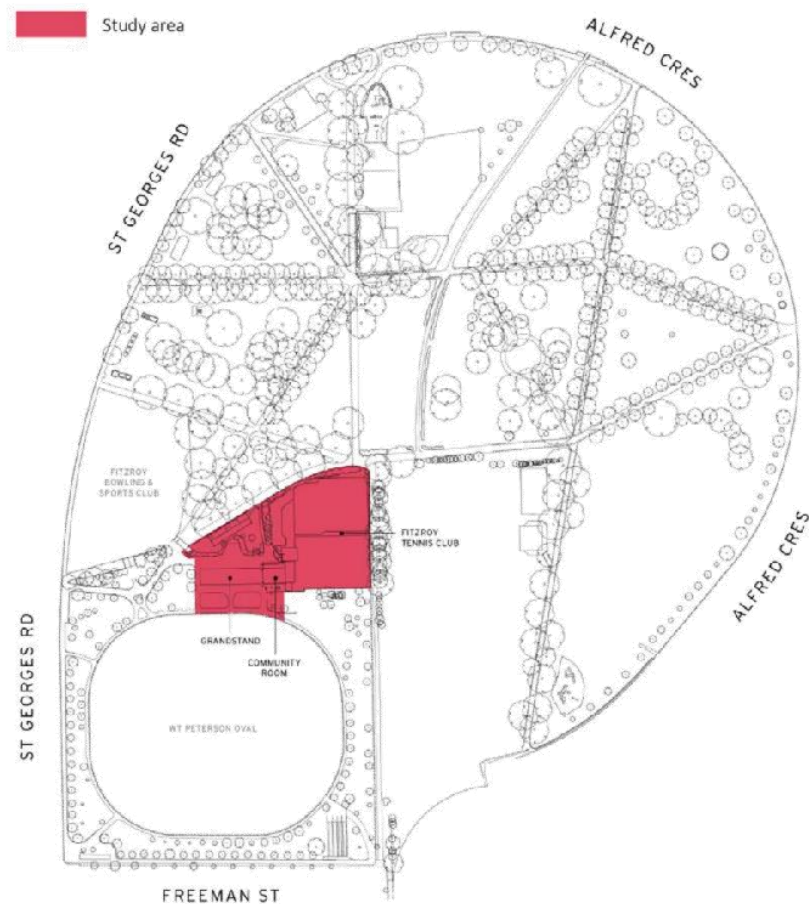 Study area
ALFRED CRES
ST GEORGES RD
FITZROY
BOWLING &
SPORTS CLUB
FITZROY
TENNIS CLUB
ALFRED CRES
GRANDSTAND
COMMUNITY
ROOM
ST GEORGES RD
WT PETERSON OVAL
FREEMAN ST